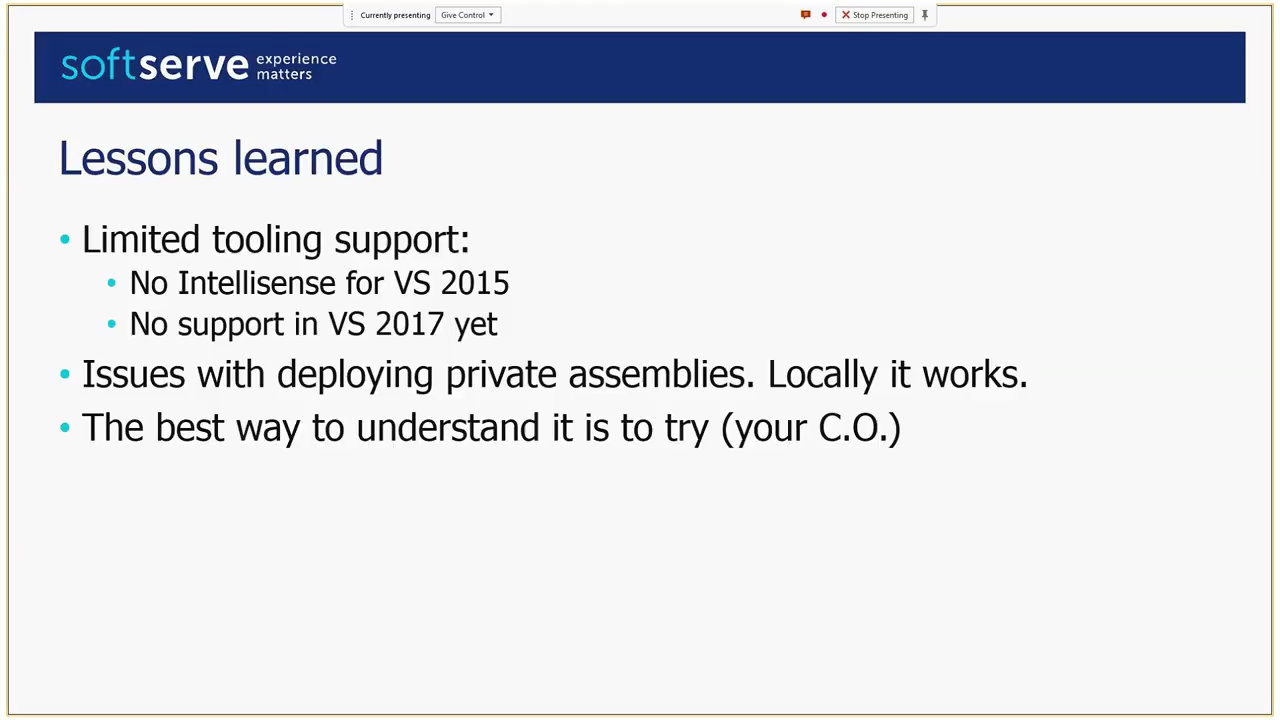 Currently presenting Give Control Stop Presenting
softserve experience matters
Lessons learned
• Limited tooling support:
• No Intellisense for VS 2015
• No support in VS 2017 yet
• Issues with deploying private assemblies. Locally it works.
• The best way to understand it is to try (your C.O.)